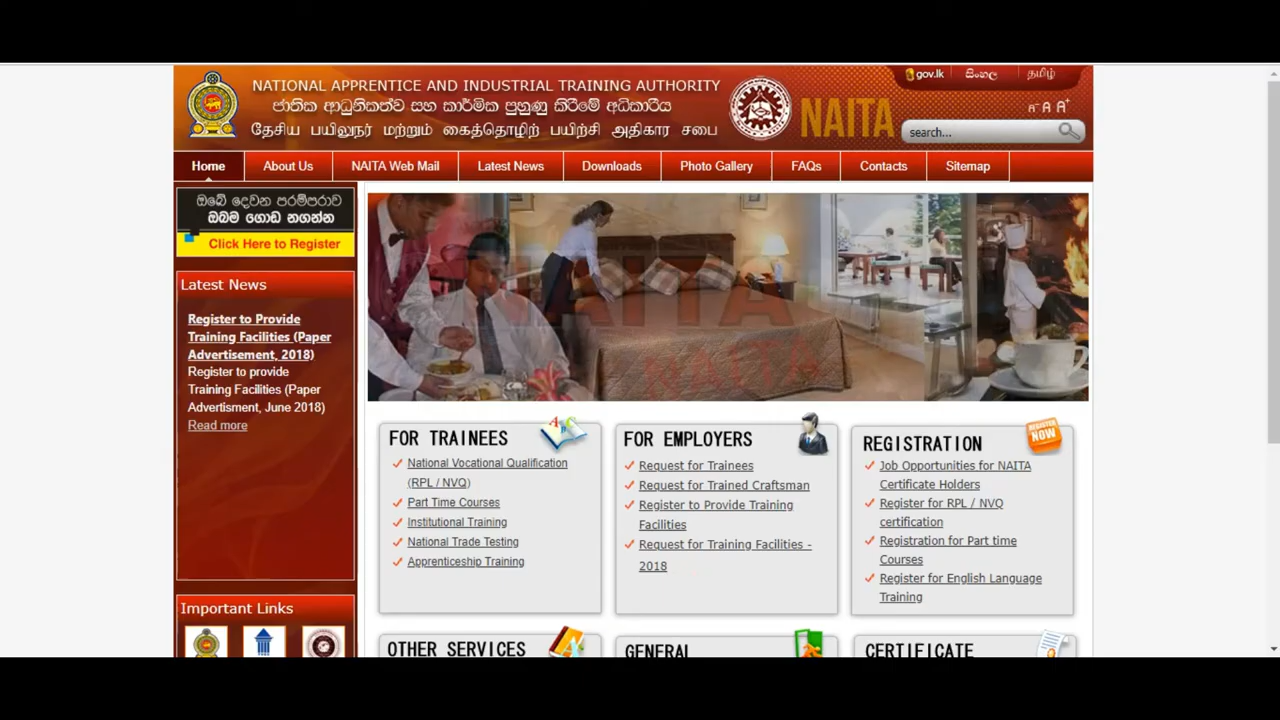 NATIONAL APPRENTICE AND INDUSTRIAL TRAINING AUTHORITY
ජාතික ආධුනිකත්ව සහ කාර්මික පුහුණු කිරීමේ අධිකාරිය
தேசிய பயிலுநர் மற்றும் கைத்தொழிற் பயிற்சி அதிகார சபை
NAITA
gov.lk
සිංහල
தமிழ்
A- A A+
search...
Home
About Us
NAITA Web Mail
Latest News
Downloads
Photo Gallery
FAQs
Contacts
Sitemap
ඔබේ දෙවන පරම්පරාව
ඔබම ගොඩ නගන්න
Click Here to Register
Latest News
Register to Provide
Training Facilities (Paper
Advertisement, 2018)
Register to provide
Training Facilities (Paper
Advertisment, June 2018)
Read more
Important Links
NAITA
NAITA
FOR TRAINEES
National Vocational Qualification
(RPL / NVQ)
Part Time Courses
Institutional Training
National Trade Testing
Apprenticeship Training
FOR EMPLOYERS
Request for Trainees
Request for Trained Craftsman
Register to Provide Training
Facilities
Request for Training Facilities -
2018
REGISTRATION
REGISTER
NOW
Job Opportunities for NAITA
Certificate Holders
Register for RPL / NVQ
certification
Registration for Part time
Courses
Register for English Language
Training
OTHER SERVICES
GENERAL
CERTIFICATE